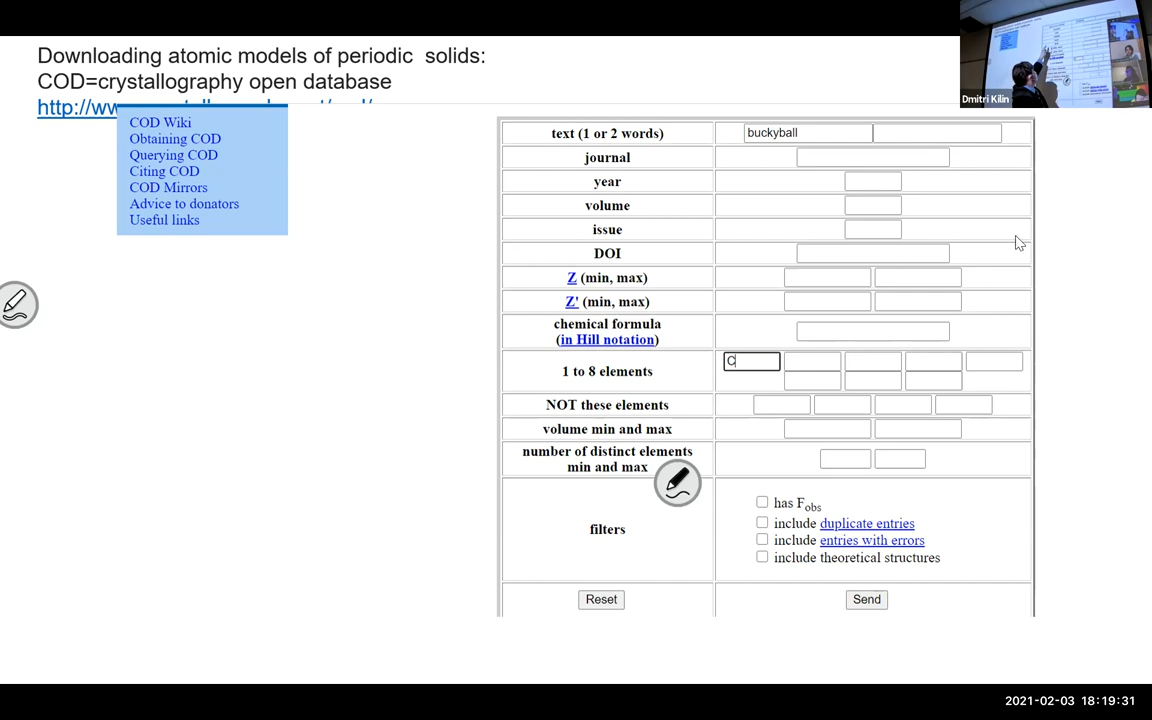 Downloading atomic models of periodic solids:
COD=crystallography open database
COD Wiki
Obtaining COD
Querying COD
Citing COD
COD Mirrors
Advice to donators
Useful links
text (1 or 2 words) buckyball
journal
year
volume
issue
DOI
Z (min, max)
Z' (min, max)
chemical formula
(in Hill notation)
1 to 8 elements C
NOT these elements
volume min and max
number of distinct elements
min and max
filters
has Fobs
include duplicate entries
include entries with errors
include theoretical structures
Reset Send
Dmitri Kilin
2021-02-03 18:19:31